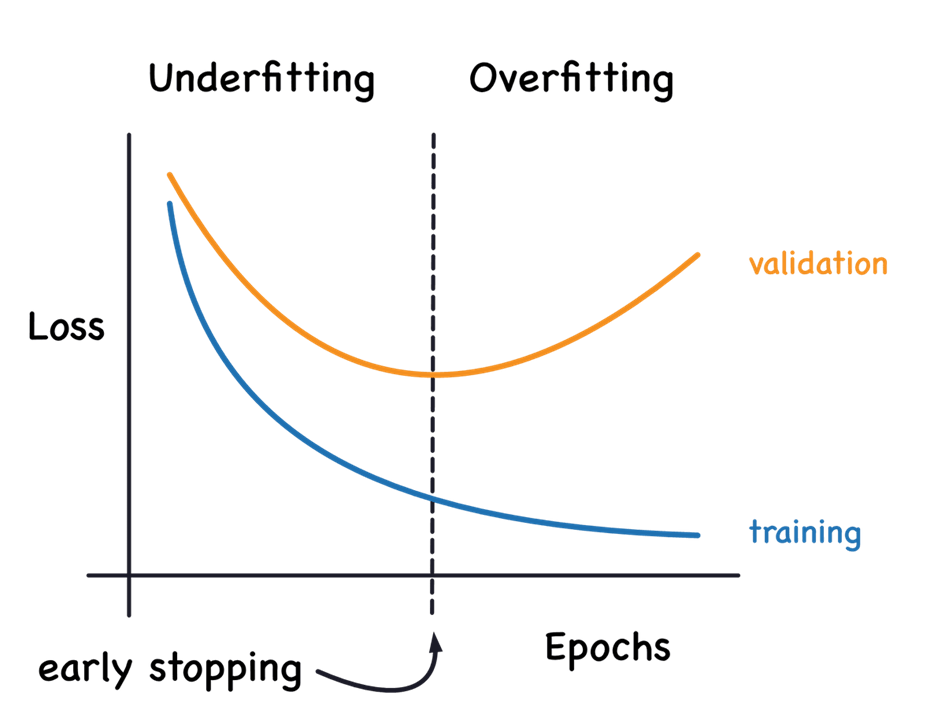 Underfitting
Overfitting
Loss
validation
training
Epochs
early stopping